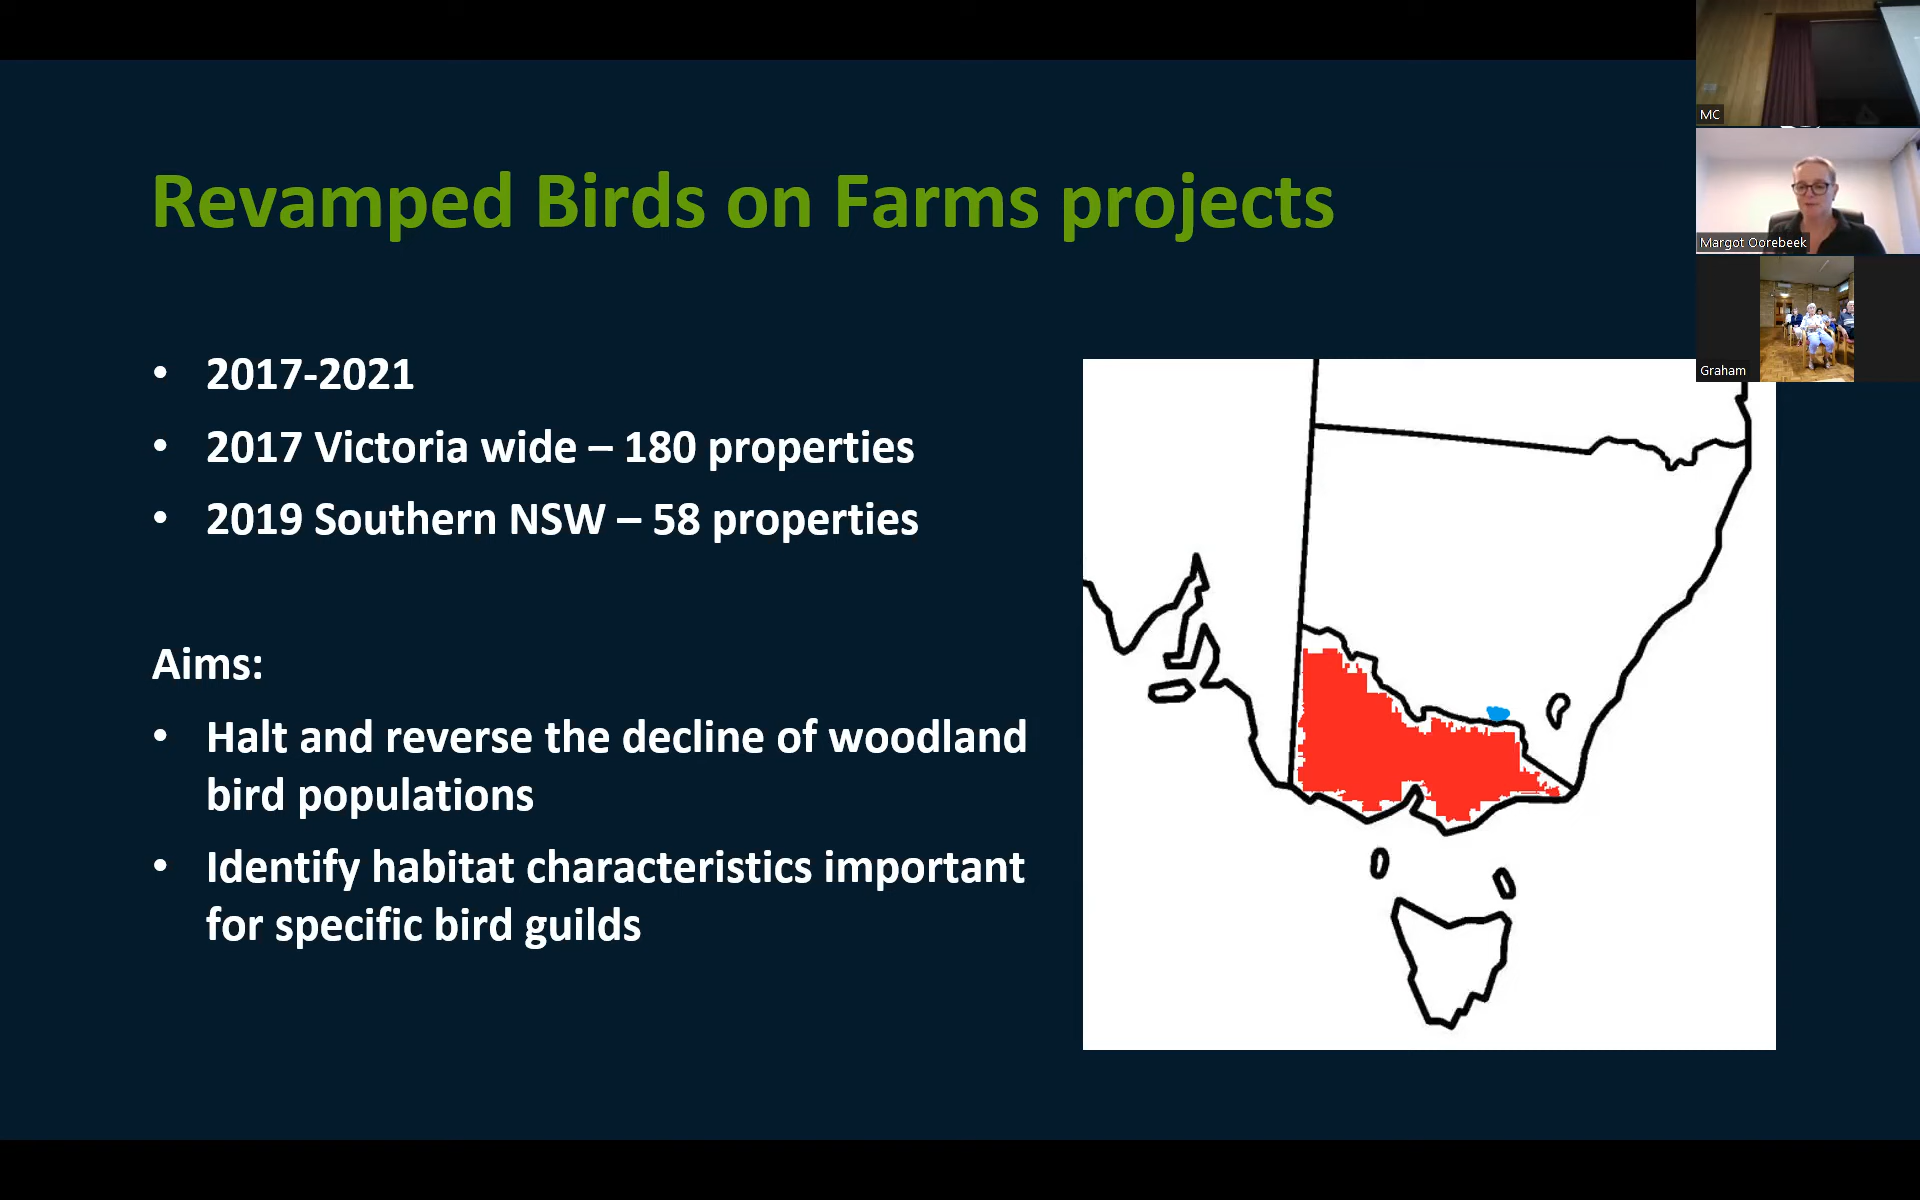 Revamped Birds on Farms projects
• 2017-2021
• 2017 Victoria wide – 180 properties
• 2019 Southern NSW – 58 properties
Aims:
• Halt and reverse the decline of woodland
bird populations
• Identify habitat characteristics important
for specific bird guilds
MC
Margot Oorebeek
Graham